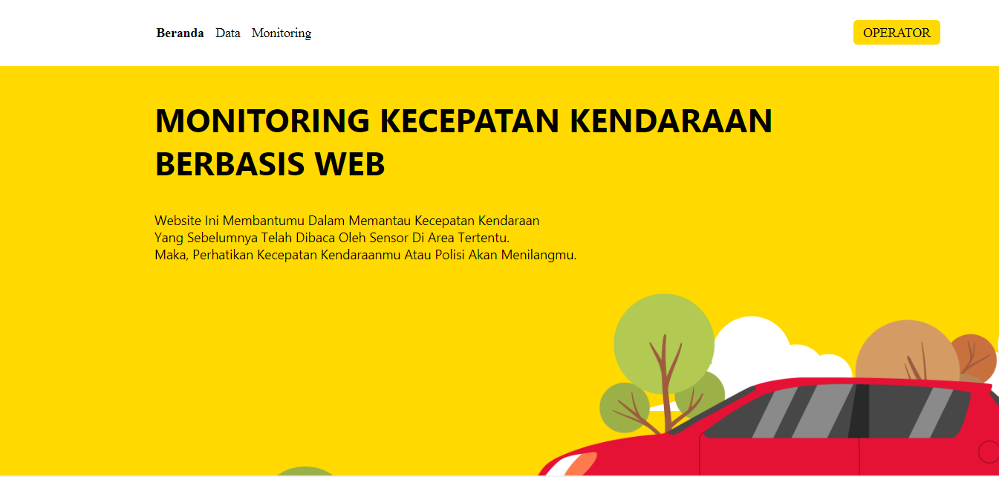 Beranda Data Monitoring OPERATOR
MONITORING KECEPATAN KENDARAAN
BERBASIS WEB
Website Ini Membantumu Dalam Memantau Kecepatan Kendaraan
Yang Sebelumnya Telah Dibaca Oleh Sensor Di Area Tertentu.
Maka, Perhatikan Kecepatan Kendaraanmu Atau Polisi Akan Menilangmu.